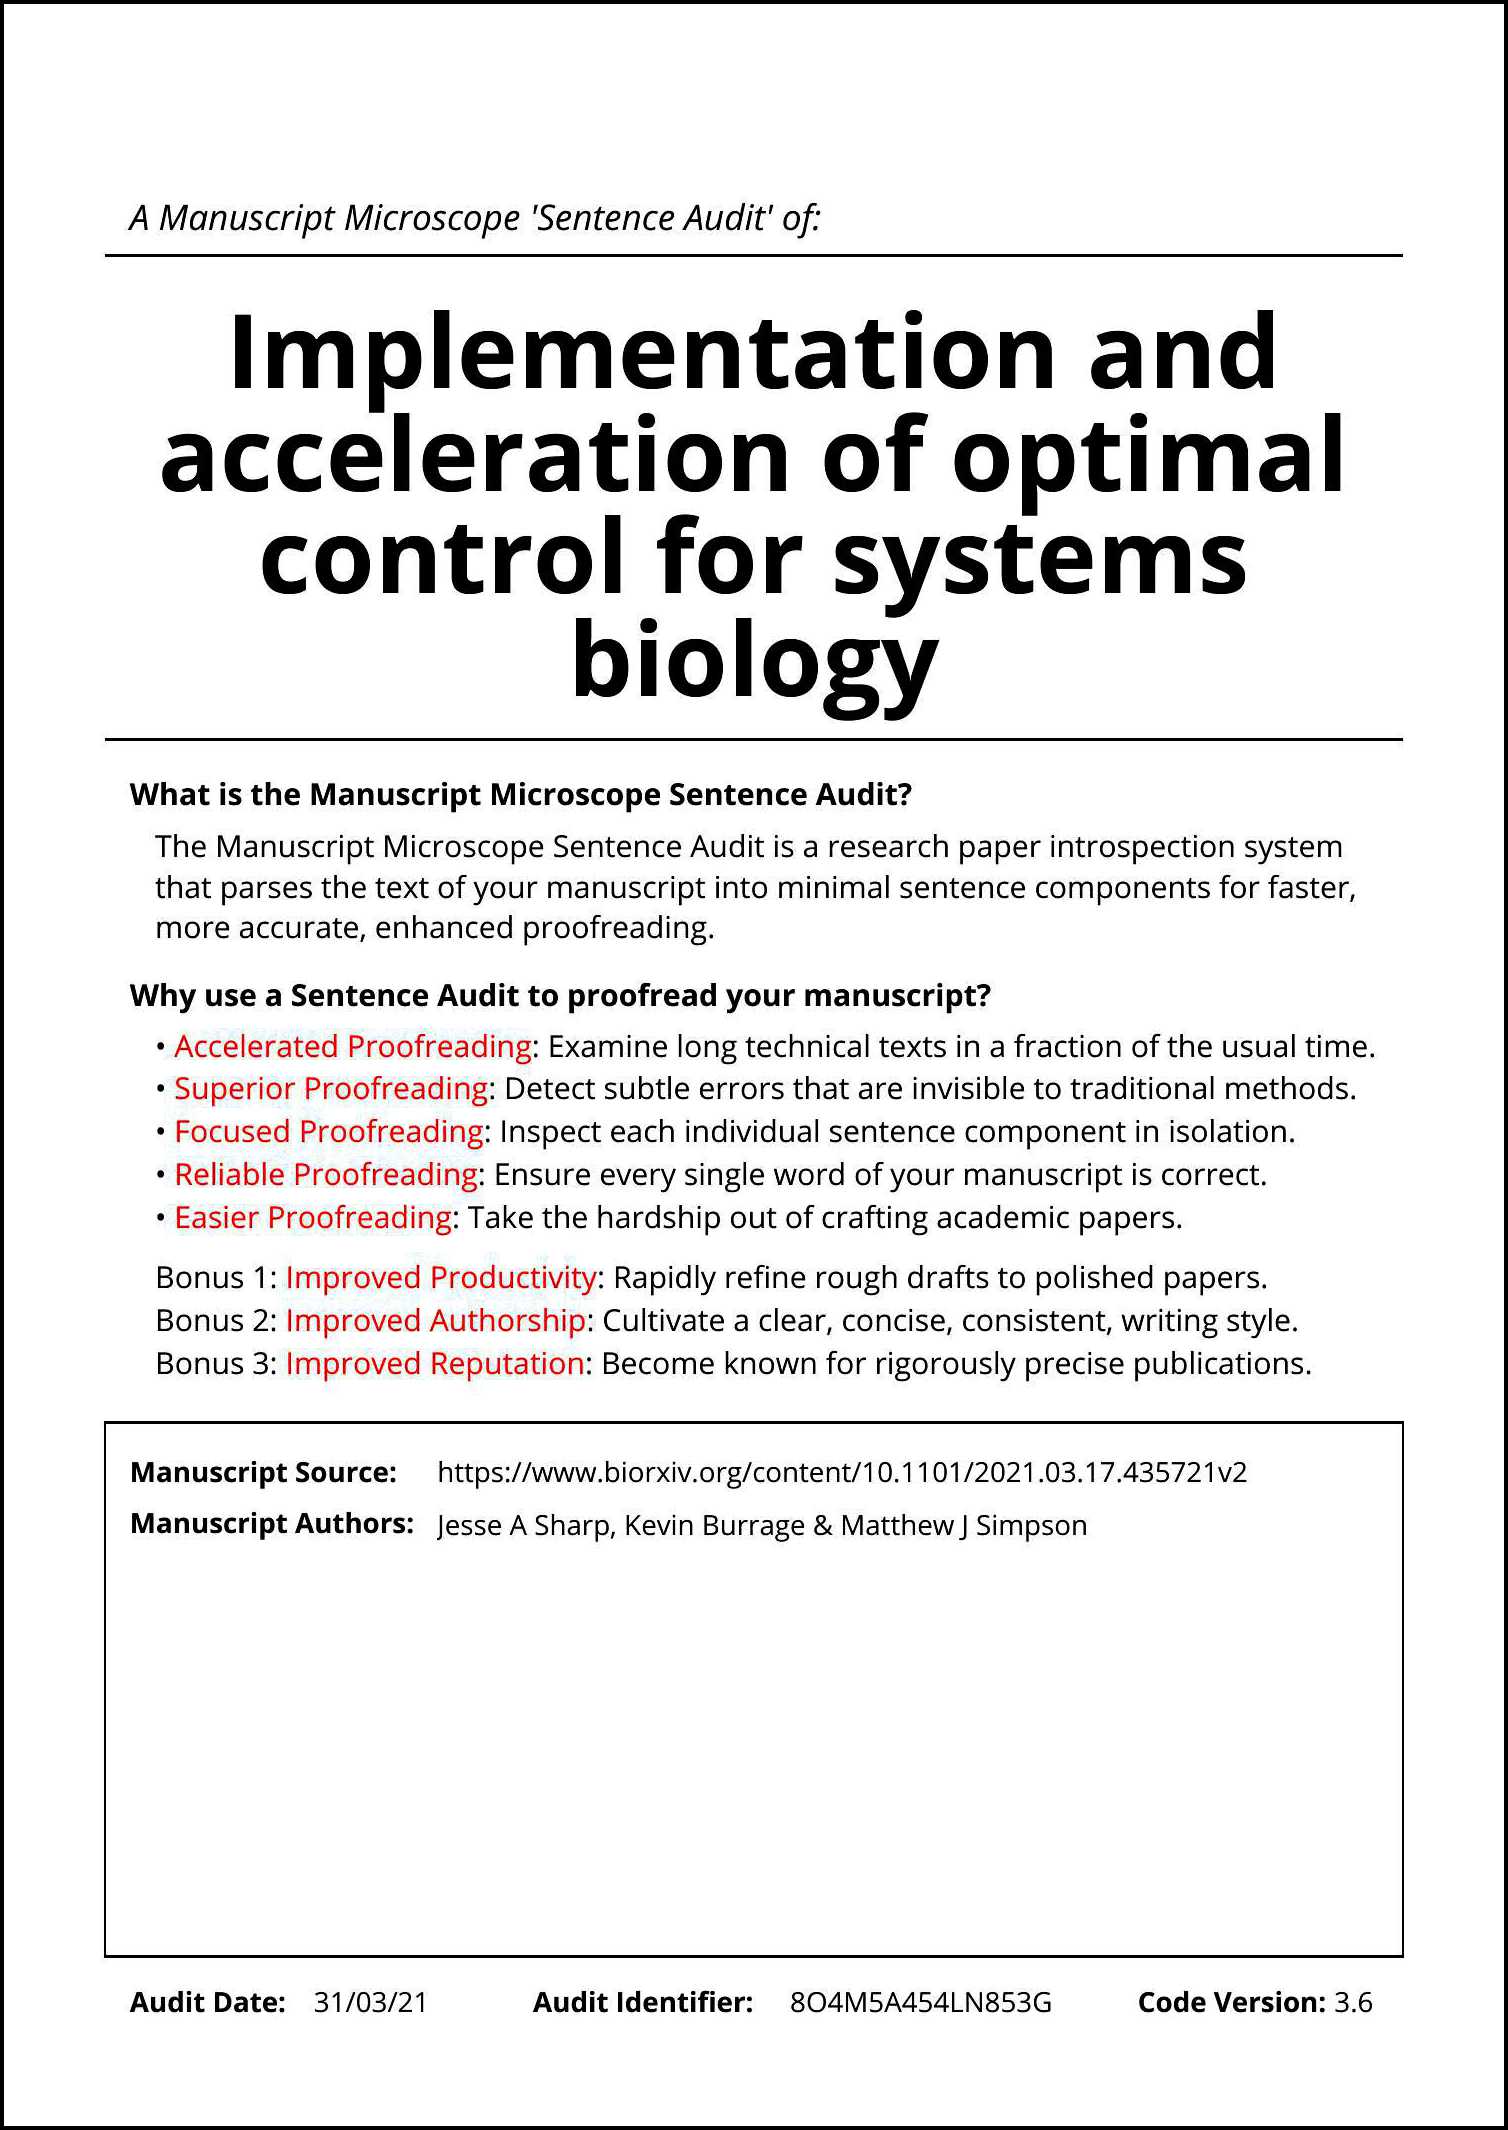 A Manuscript Microscope 'Sentence Audit' of:
Implementation and
acceleration of optimal
control for systems
biology
What is the Manuscript Microscope Sentence Audit?
The Manuscript Microscope Sentence Audit is a research paper introspection system
that parses the text of your manuscript into minimal sentence components for faster,
more accurate, enhanced proofreading.
Why use a Sentence Audit to proofread your manuscript?
• Accelerated Proofreading: Examine long technical texts in a fraction of the usual time.
• Superior Proofreading: Detect subtle errors that are invisible to traditional methods.
• Focused Proofreading: Inspect each individual sentence component in isolation.
• Reliable Proofreading: Ensure every single word of your manuscript is correct.
• Easier Proofreading: Take the hardship out of crafting academic papers.
Bonus 1: Improved Productivity: Rapidly refine rough drafts to polished papers.
Bonus 2: Improved Authorship: Cultivate a clear, concise, consistent, writing style.
Bonus 3: Improved Reputation: Become known for rigorously precise publications.
Manuscript Source: https://www.biorxiv.org/content/10.1101/2021.03.17.435721v2
Manuscript Authors: Jesse A Sharp, Kevin Burrage & Matthew J Simpson
Audit Date: 31/03/21 Audit Identifier: 8O4M5A454LN853G Code Version: 3.6